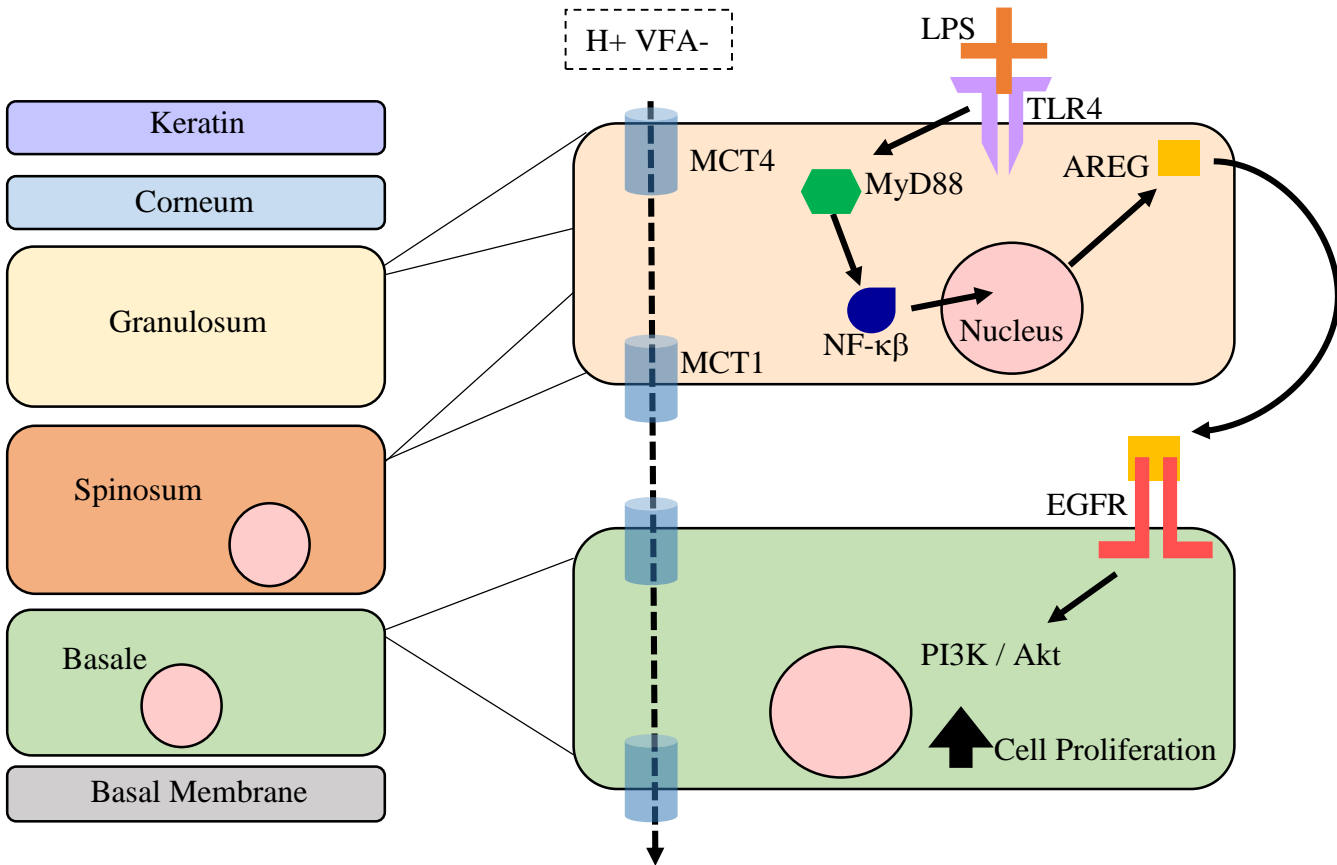 Keratin
Corneum
Granulosum
Spinosum
Basale
Basal Membrane
H+ VFA-
LPS
TLR4
MCT4
MyD88
AREG
NF-κβ
Nucleus
MCT1
EGFR
PI3K / Akt
Cell Proliferation